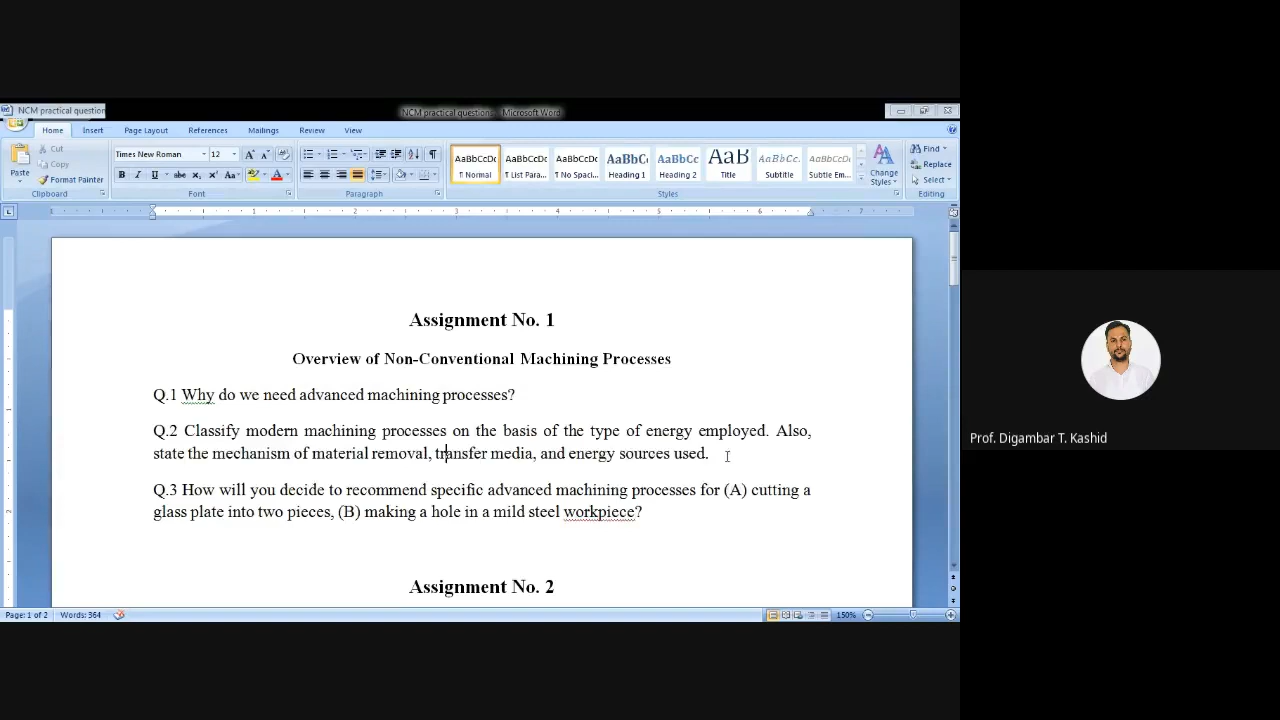 NCM practical question
NCM practical question - Microsoft Word
Home Insert Page Layout References Mailings Review View
Cut
Copy
Format Painter
Paste
Clipboard
Times New Roman 12
Font
Paragraph
AaBbCcDc AaBbCcDc AaBbCcDc AaBbC AaBbCc AaB AaBbCc. AaBbCcDc
¶ Normal ¶ List Para... ¶ No Spaci... Heading 1 Heading 2 Title Subtitle Subtle Em...
Styles
Change Styles
Find
Replace
Select
Editing
Assignment No. 1
Overview of Non-Conventional Machining Processes
Q.1 Why do we need advanced machining processes?
Q.2 Classify modern machining processes on the basis of the type of energy employed. Also,
state the mechanism of material removal, transfer media, and energy sources used.
Q.3 How will you decide to recommend specific advanced machining processes for (A) cutting a
glass plate into two pieces, (B) making a hole in a mild steel workpiece?
Assignment No. 2
Page: 1 of 2 Words: 364 150%
Prof. Digambar T. Kashid